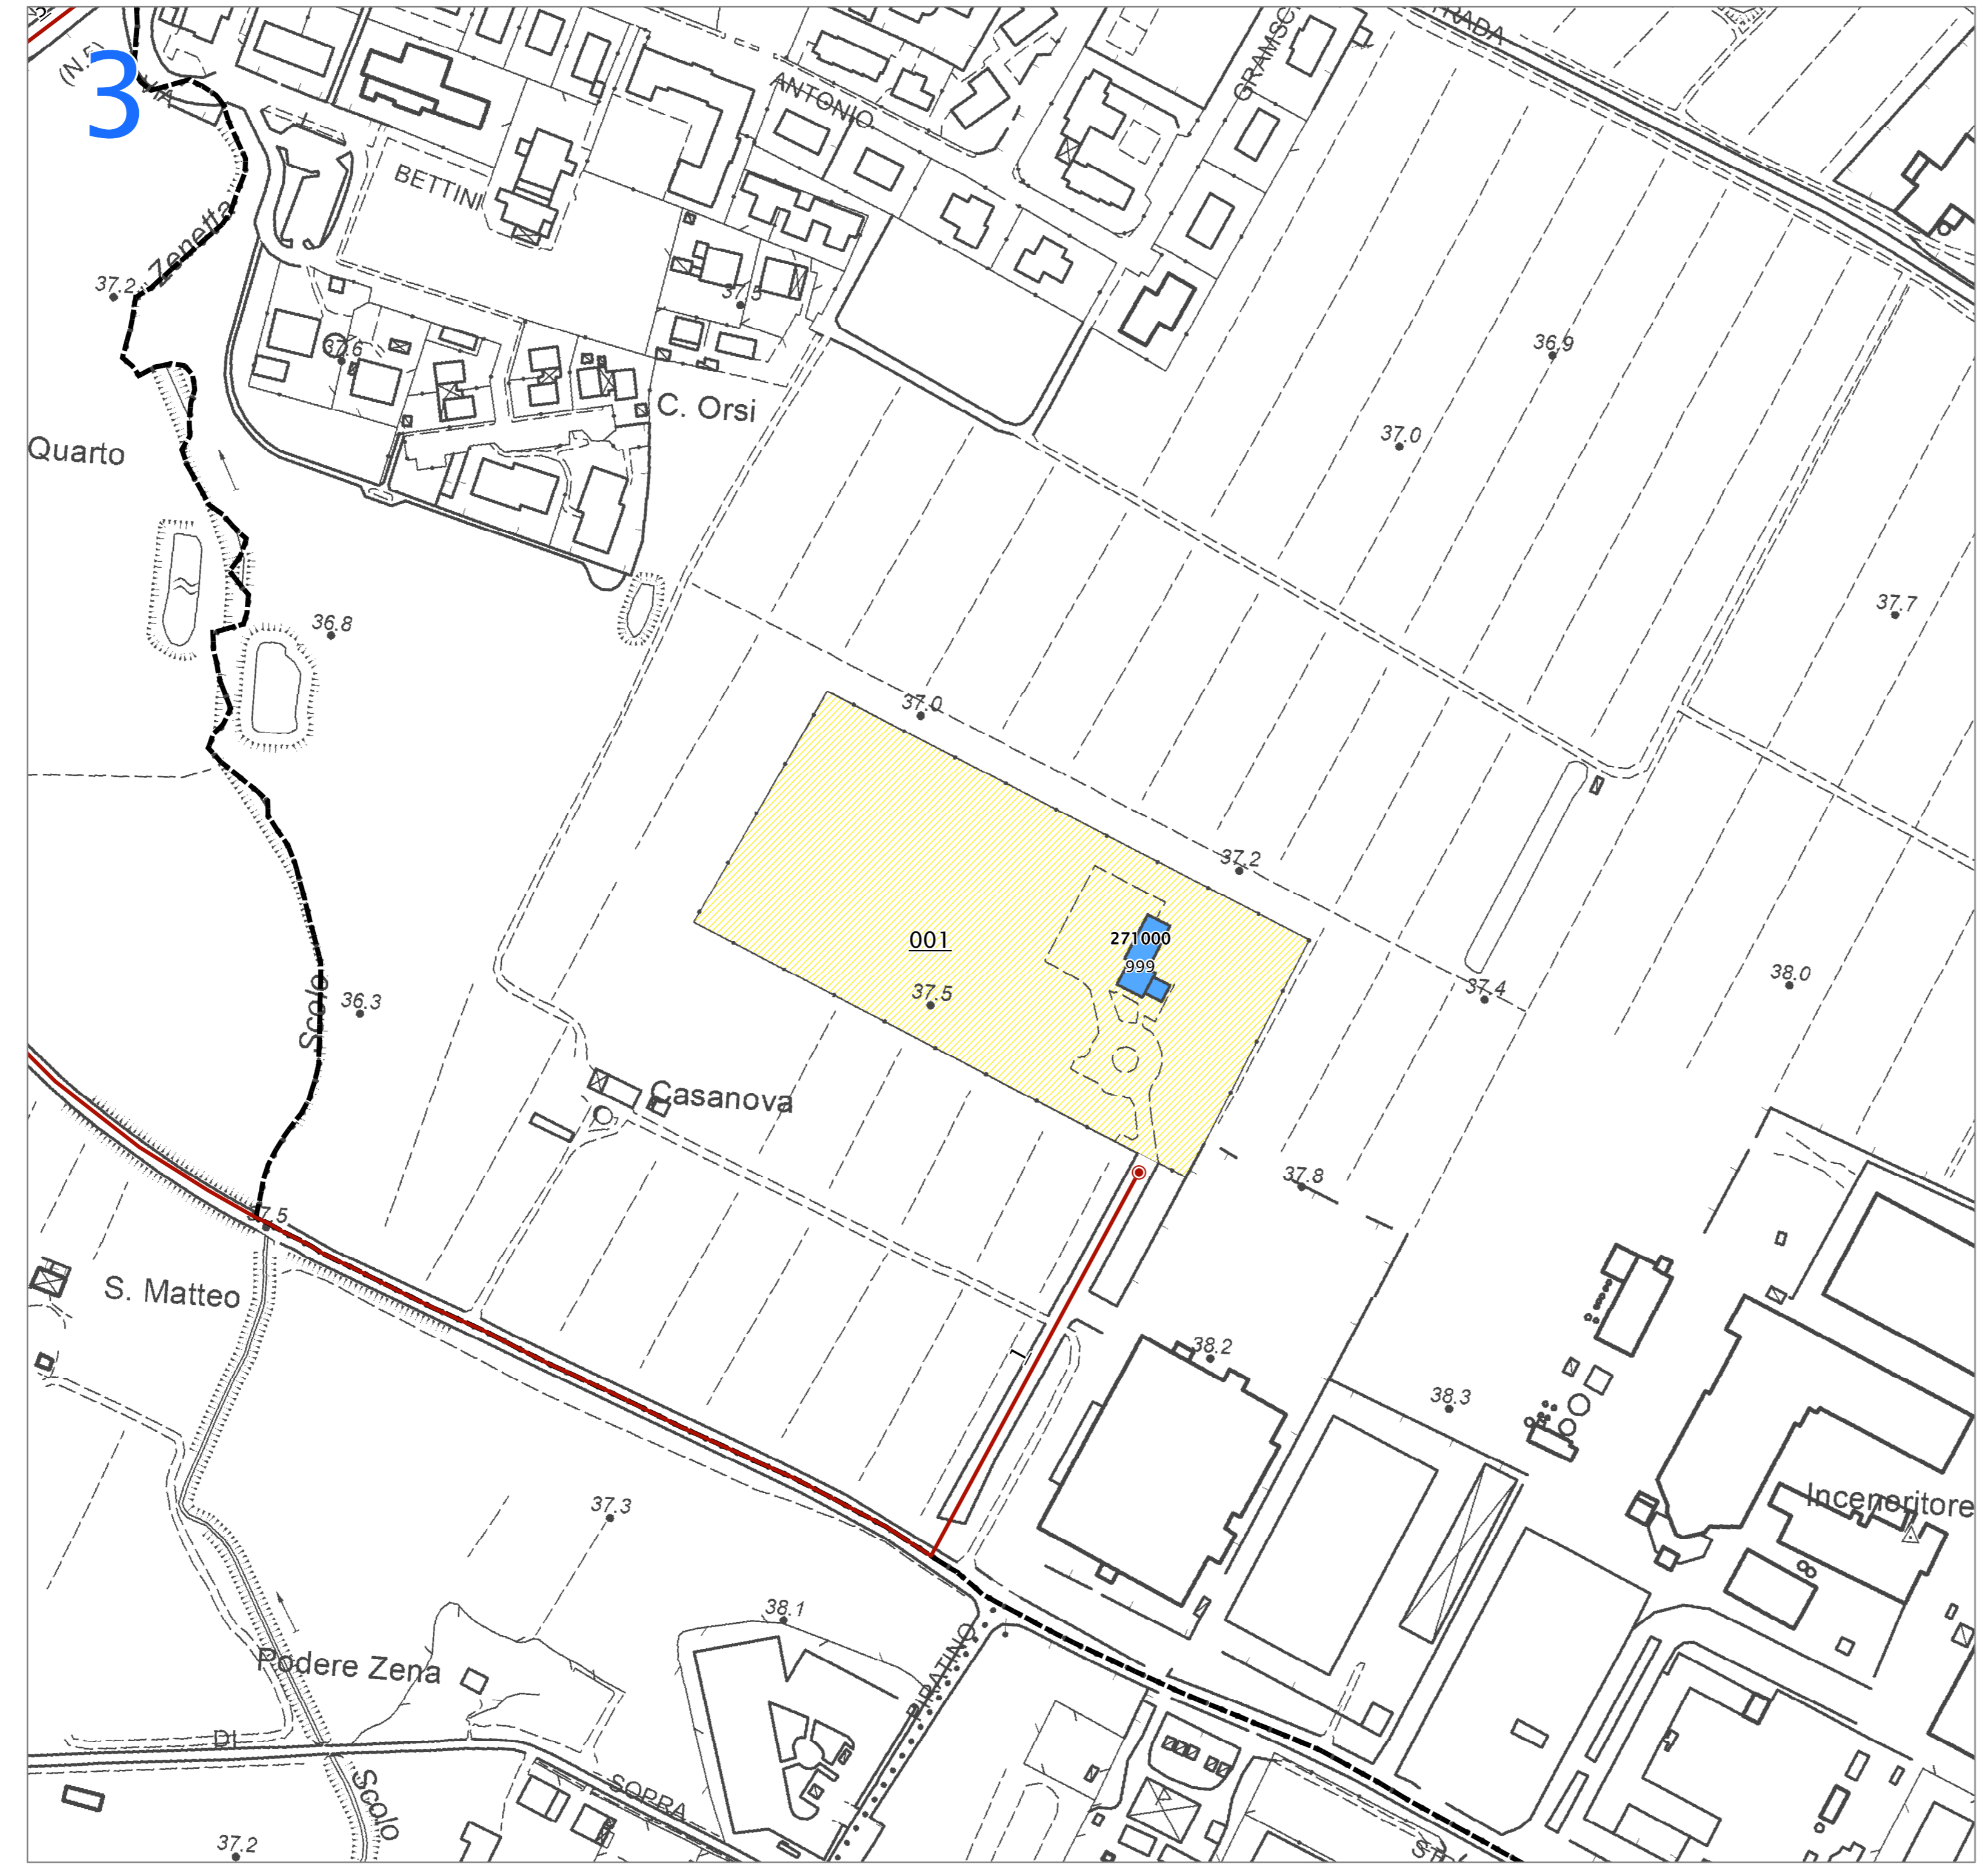 3
(N.5)
VIA
ANTONIO
BETTINI
Zenetta
37.2
37.5
37.6
36.9
37.0
C. Orsi
Quarto
36.8
37.7
37.0
37.2
001
271000
999
37.5
37.4
38.0
Scolo
36.3
Casanova
37.8
37.5
S. Matteo
1
38.2
38.3
37.3
Inceneritore
38.1
PIRATINO
Podere Zena
DI
SOPRA
Scolo
37.2